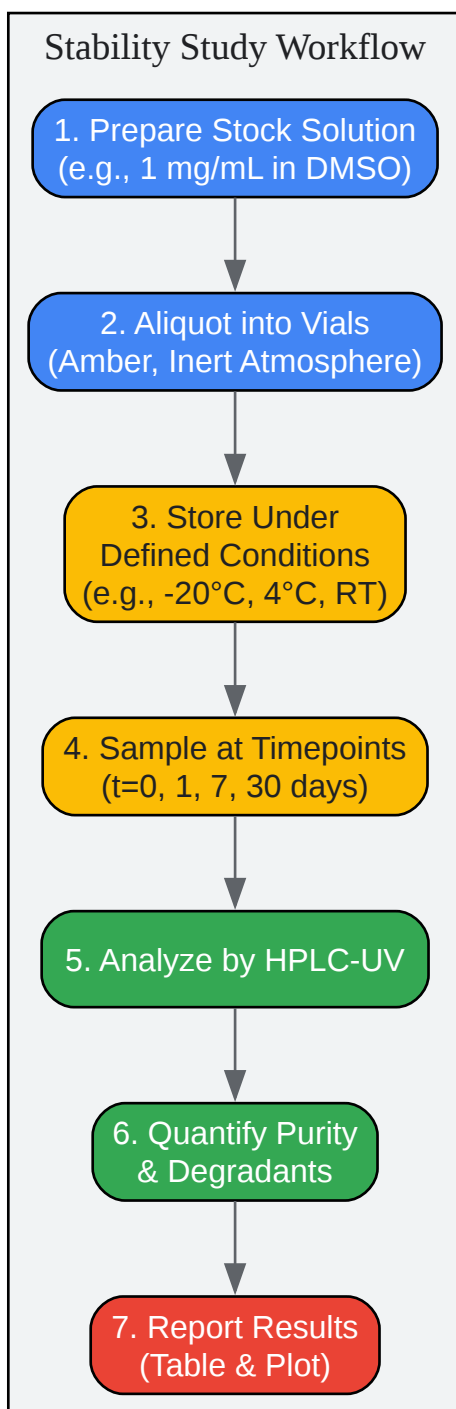 Stability Study Workflow
1. Prepare Stock Solution
(e.g., 1 mg/mL in DMSO)
2. Aliquot into Vials
(Amber, Inert Atmosphere)
3. Store Under
Defined Conditions
(e.g., -20°C, 4°C, RT)
4. Sample at Timepoints
(t=0, 1, 7, 30 days)
5. Analyze by HPLC-UV
6. Quantify Purity
& Degradants
7. Report Results
(Table & Plot)